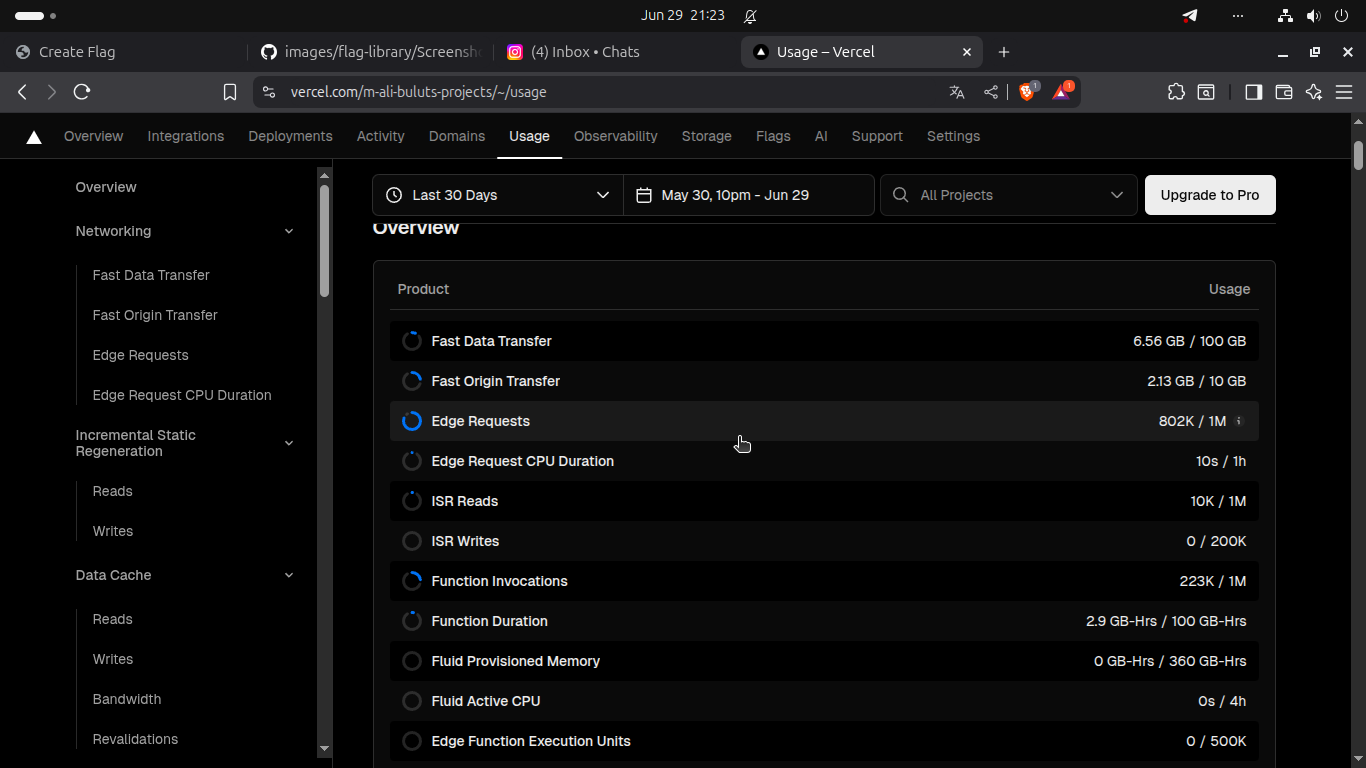 Jun 29 21:23
Create Flag
images/flag-library/Screensh
(4) Inbox • Chats
Usage – Vercel
vercel.com/m-ali-buluts-projects/~/usage
1
1
Overview Integrations Deployments Activity Domains Usage Observability Storage Flags AI Support Settings
Overview
Networking
Fast Data Transfer
Fast Origin Transfer
Edge Requests
Edge Request CPU Duration
Incremental Static
Regeneration
Reads
Writes
Data Cache
Reads
Writes
Bandwidth
Revalidations
Last 30 Days
May 30, 10pm - Jun 29
All Projects
Upgrade to Pro
Overview
Product Usage
Fast Data Transfer 6.56 GB / 100 GB
Fast Origin Transfer 2.13 GB / 10 GB
Edge Requests 802K / 1M
Edge Request CPU Duration 10s / 1h
ISR Reads 10K / 1M
ISR Writes 0 / 200K
Function Invocations 223K / 1M
Function Duration 2.9 GB-Hrs / 100 GB-Hrs
Fluid Provisioned Memory 0 GB-Hrs / 360 GB-Hrs
Fluid Active CPU 0s / 4h
Edge Function Execution Units 0 / 500K